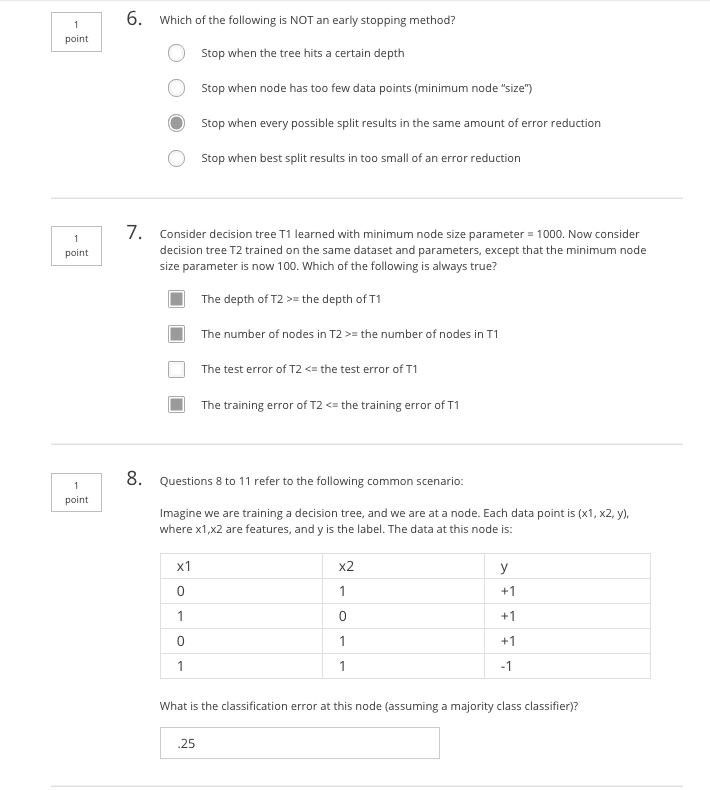 1
point
6. Which of the following is NOT an early stopping method?
Stop when the tree hits a certain depth
Stop when node has too few data points (minimum node “size”)
Stop when every possible split results in the same amount of error reduction
Stop when best split results in too small of an error reduction
1
point
7. Consider decision tree T1 learned with minimum node size parameter = 1000. Now consider
decision tree T2 trained on the same dataset and parameters, except that the minimum node
size parameter is now 100. Which of the following is always true?
The depth of T2 >= the depth of T1
The number of nodes in T2 >= the number of nodes in T1
The test error of T2 <= the test error of T1
The training error of T2 <= the training error of T1
1
point
8. Questions 8 to 11 refer to the following common scenario:
Imagine we are training a decision tree, and we are at a node. Each data point is (x1, x2, y),
where x1,x2 are features, and y is the label. The data at this node is:
x1 x2 y
0 1 +1
1 0 +1
0 1 +1
1 1 -1
What is the classification error at this node (assuming a majority class classifier)?
.25